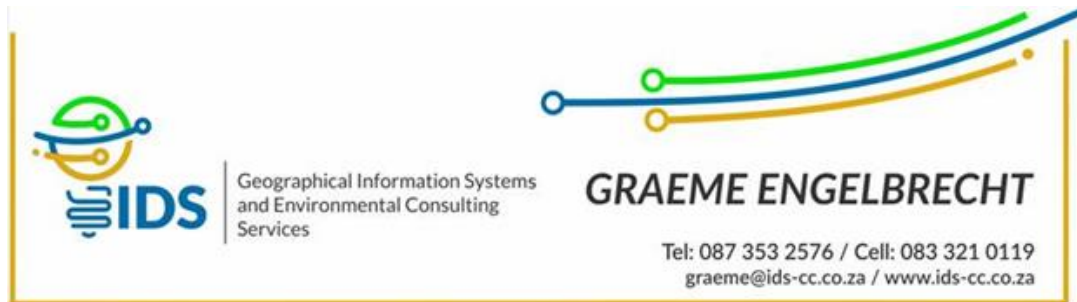 IDS
Geographical Information Systems
and Environmental Consulting
Services
GRAEME ENGELBRECHT
Tel: 087 353 2576 / Cell: 083 321 0119
graeme@ids-cc.co.za / www.ids-cc.co.za